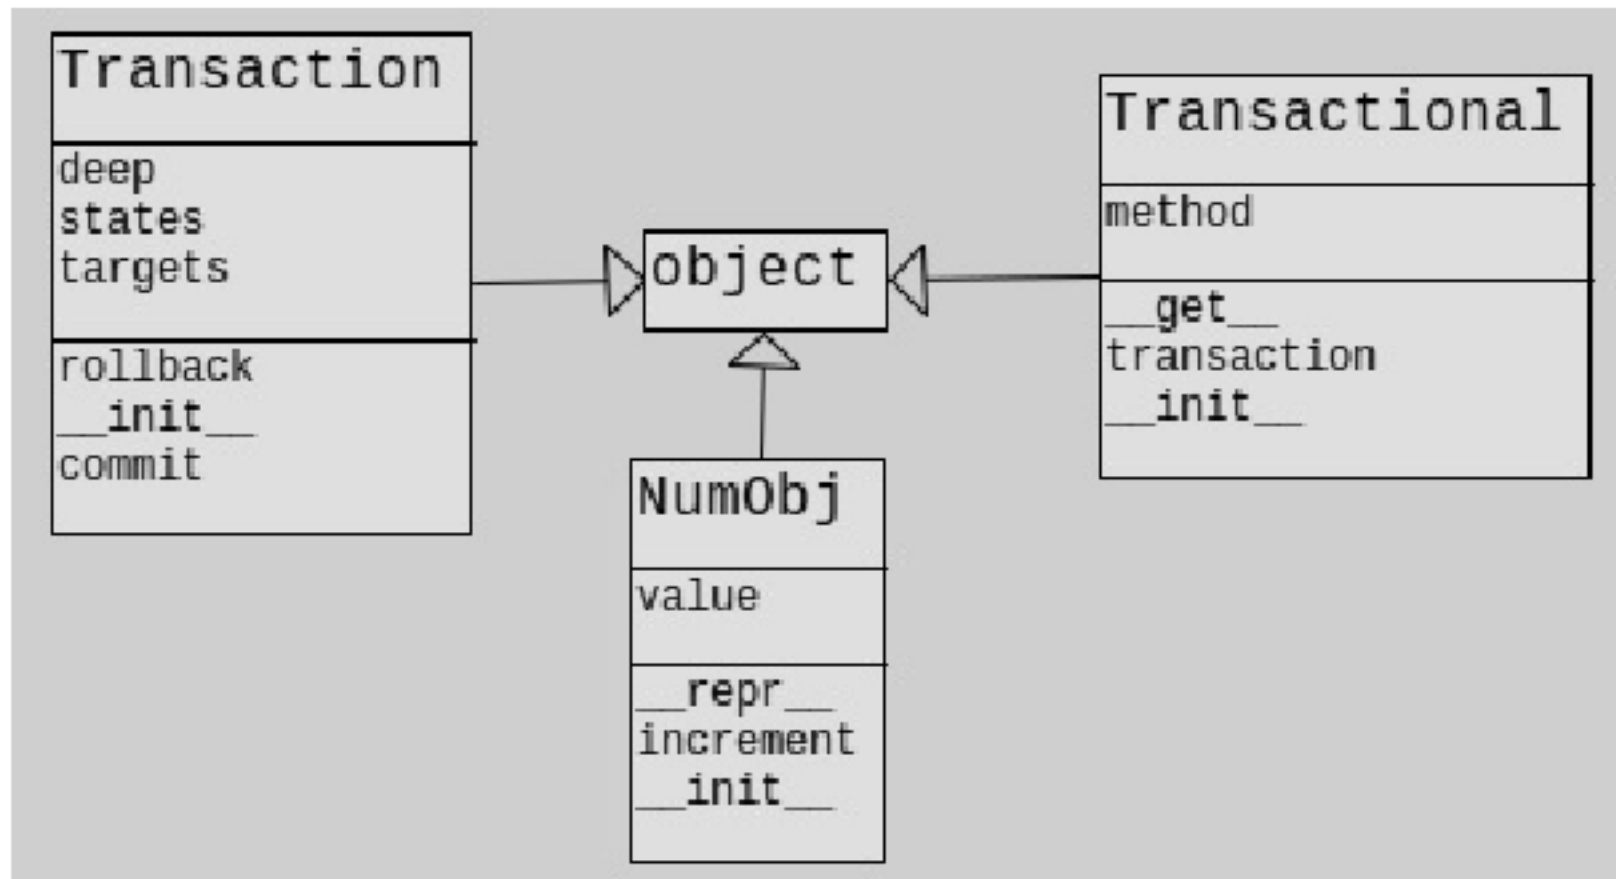 Transaction
deep
states
targets
rollback
__init__
commit
object
NumObj
value
__repr__
increment
__init__
Transactional
method
__get__
transaction
__init__